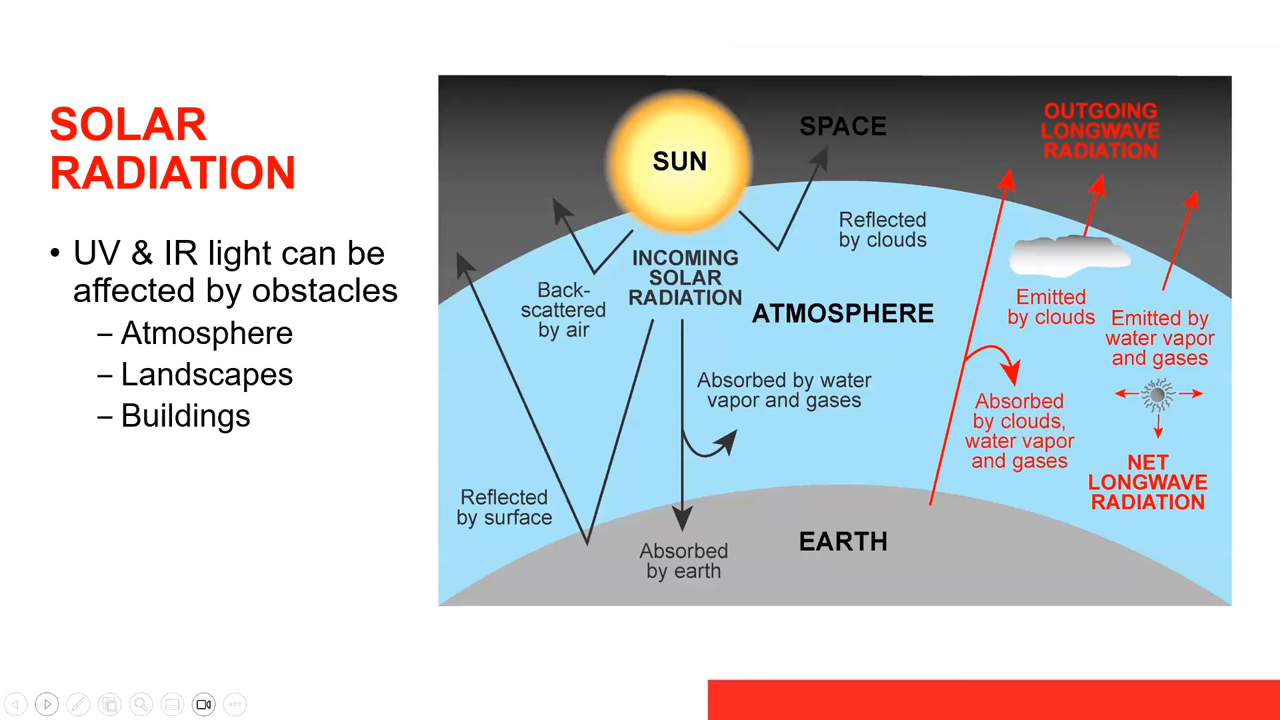 SOLAR
RADIATION
• UV & IR light can be
affected by obstacles
– Atmosphere
– Landscapes
– Buildings
SUN
SPACE
OUTGOING
LONGWAVE
RADIATION
Reflected
by clouds
INCOMING
SOLAR
RADIATION
Back-
scattered
by air
ATMOSPHERE
Emitted
by clouds
Emitted by
water vapor
and gases
Absorbed by water
vapor and gases
Absorbed
by clouds,
water vapor
and gases
NET
LONGWAVE
RADIATION
Reflected
by surface
Absorbed
by earth
EARTH